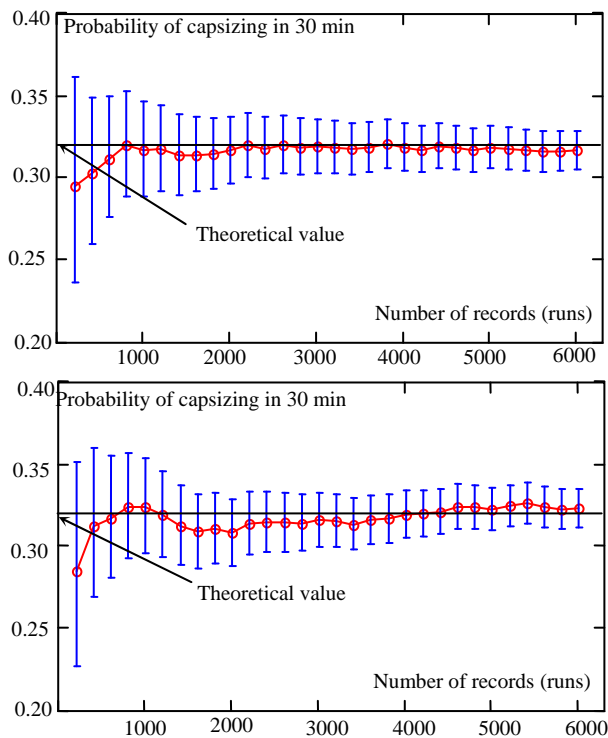 0.40
Probability of capsizing in 30 min
0.35
0.30
Theoretical value
0.25
Number of records (runs)
0.20
1000 2000 3000 4000 5000 6000
0.40
Probability of capsizing in 30 min
0.35
0.30
Theoretical value
0.25
Number of records (runs)
0.20
1000 2000 3000 4000 5000 6000